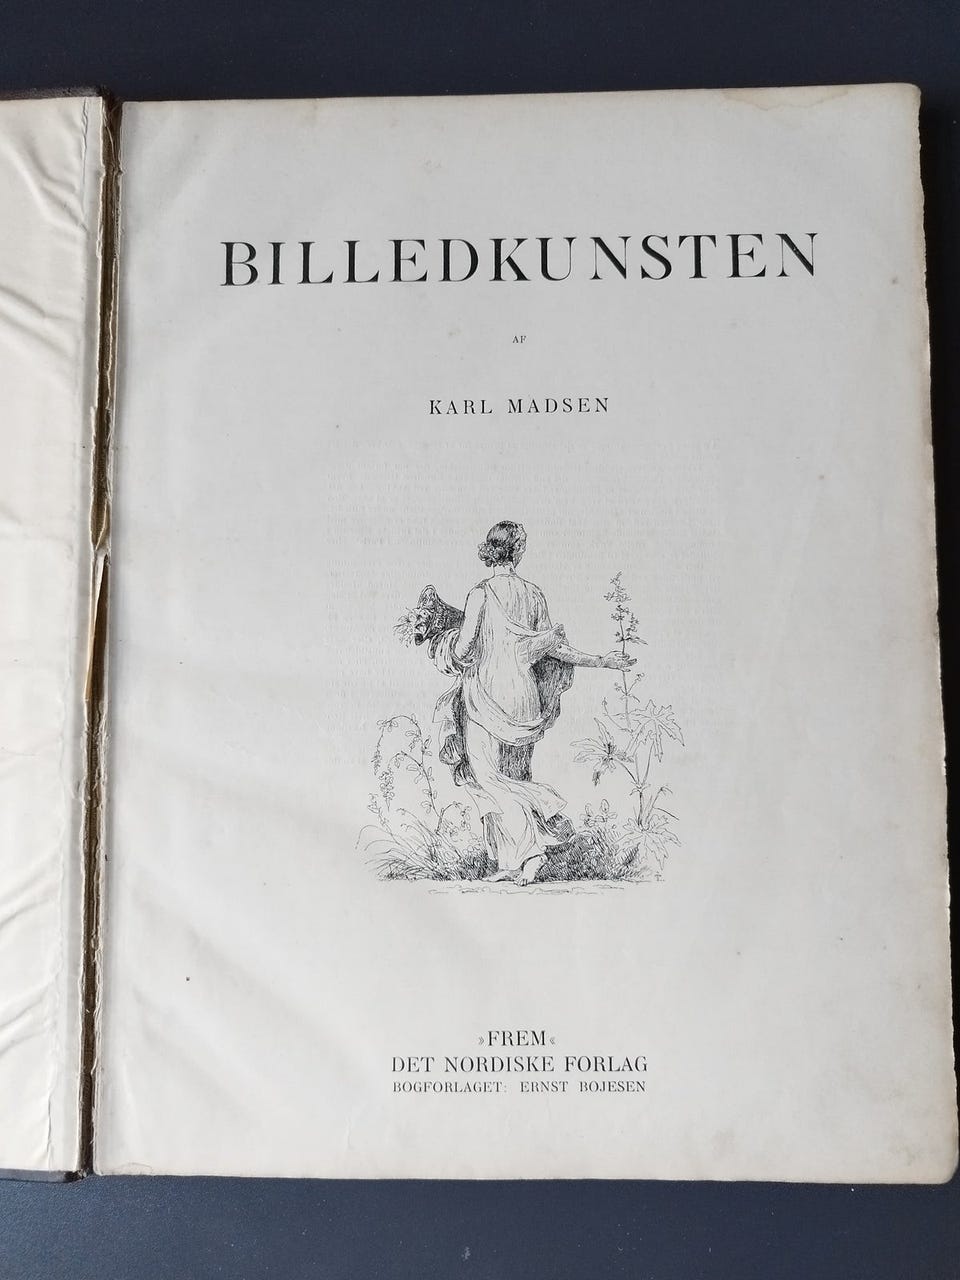 BILLEDKUNSTEN
AF
KARL MADSEN
»FREM«
DET NORDISKE FORLAG
BOGFORLAGET: ERNST BOJESEN